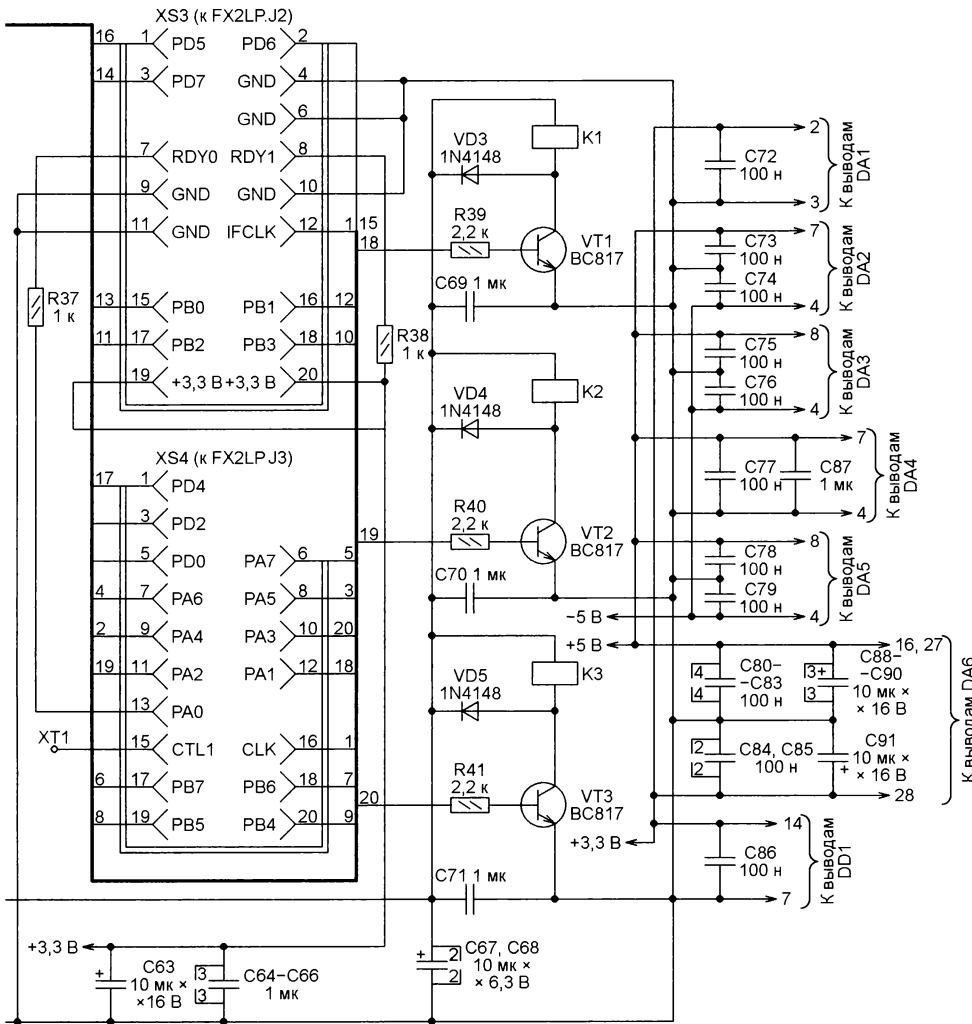 XS3 (к FX2LP.J2)
16 1 PD5 PD6 2
14 3 PD7 GND 4
GND 6
7 RDY0 RDY1 8
9 GND GND 10
11 GND IFCLK 12 1 15
18
13 15 PB0 PB1 16 12
11 17 PB2 PB3 18 10
19 +3,3 В +3,3 В 20
R37
1 к
R38
1 к
XS4 (к FX2LP J3)
17 1 PD4
3 PD2
19
5 PD0 PA7 6 5
4 7 PA6 PA5 8 3
2 9 PA4 PA3 10 20
19 11 PA2 PA1 12 18
13 PA0
XT1
15 CTL1 CLK 16 1
6 17 PB7 PB6 18 7
20
8 19 PB5 PB4 20 9
VD3
1N4148
K1
R39
2,2 к
VT1
BC817
C69 1 мк
VD4
1N4148
K2
R40
2,2 к
VT2
BC817
C70 1 мк
VD5
1N4148
K3
R41
2,2 к
VT3
BC817
C71 1 мк
+3,3 В
+
C63
10 мк ×
×16 В
3
3
C64–C66
1 мк
+
2
2
C67, C68
10 мк ×
× 6,3 В
2
C72
100 н
3
К выводам
DA1
7
C73
100 н
C74
100 н
4
К выводам
DA2
8
C75
100 н
C76
100 н
4
К выводам
DA3
7
C77
100 н
C87
1 мк
4
К выводам
DA4
8
C78
100 н
C79
100 н
4
К выводам
DA5
–5 В
+5 В
16, 27
4
4
C80–
–C83
100 н
3 +
3
C88–
–C90
10 мк ×
× 16 В
2
2
C84, C85
100 н
+
C91
10 мк ×
× 16 В
28
К выводам DA6
+3,3 В
14
C86
100 н
7
К выводам
DD1